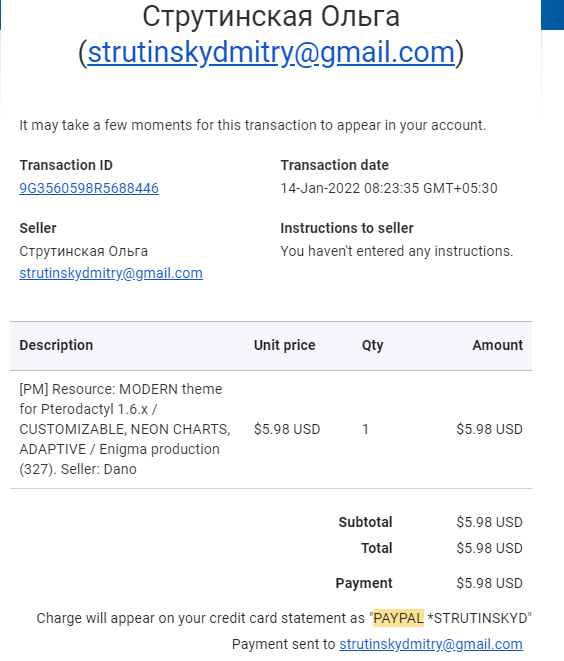 Струтинская Ольга
(strutinskydmitry@gmail.com)
It may take a few moments for this transaction to appear in your account.
Transaction ID
9G3560598R5688446
Transaction date
14-Jan-2022 08:23:35 GMT+05:30
Seller
Струтинская Ольга
strutinskydmitry@gmail.com
Instructions to seller
You haven't entered any instructions.
Description Unit price Qty Amount
[PM] Resource: MODERN theme
for Pterodactyl 1.6.x /
CUSTOMIZABLE, NEON CHARTS, $5.98 USD 1 $5.98 USD
ADAPTIVE / Enigma production
(327). Seller: Dano
Subtotal $5.98 USD
Total $5.98 USD
Payment $5.98 USD
Charge will appear on your credit card statement as "PAYPAL *STRUTINSKYD"
Payment sent to strutinskydmitry@gmail.com